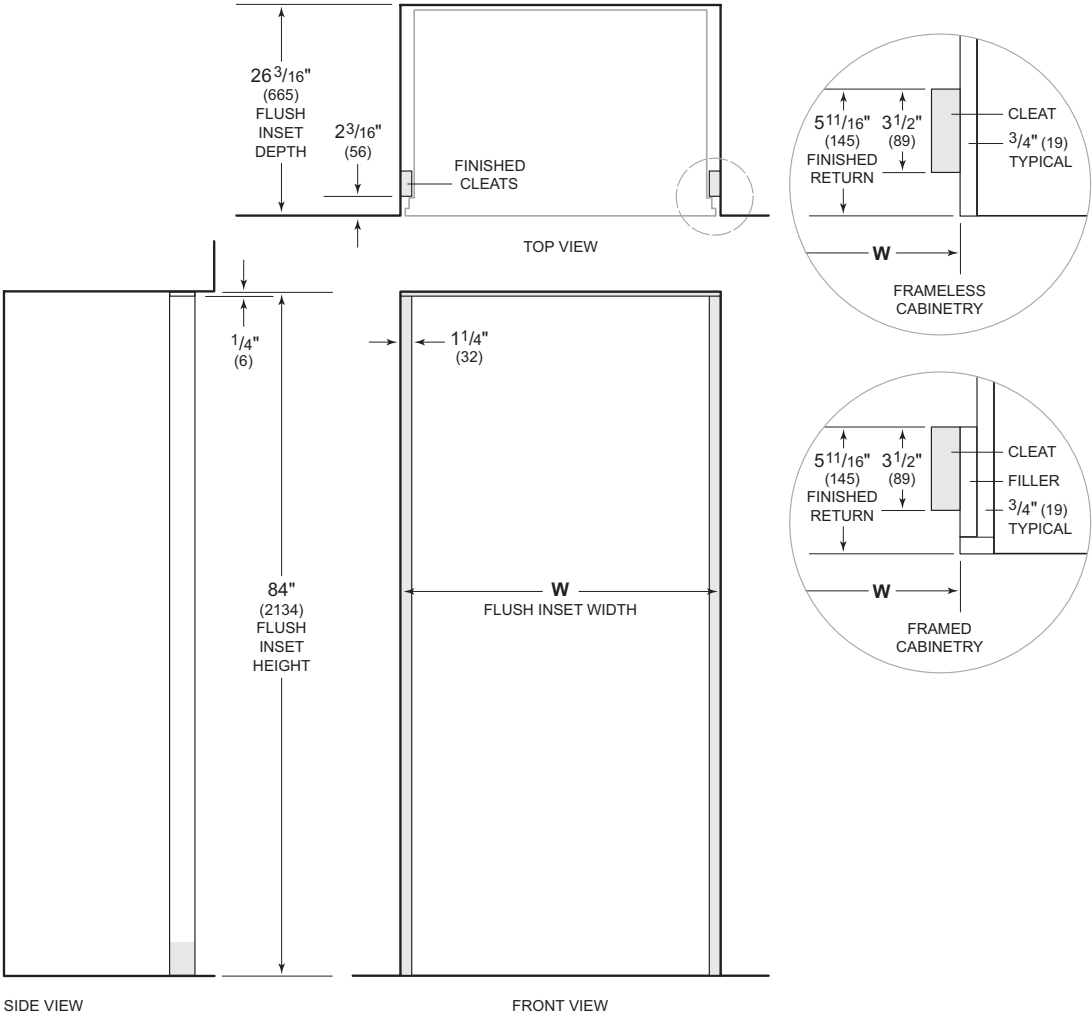 26 3/16"
(665)
FLUSH
INSET
DEPTH
2 3/16"
(56)
FINISHED
CLEATS
TOP VIEW
5 11/16"
(145)
FINISHED
RETURN
3 1/2"
(89)
CLEAT
3/4" (19)
TYPICAL
W
FRAMELESS
CABINETRY
1/4"
(6)
1 1/4"
(32)
84"
(2134)
FLUSH
INSET
HEIGHT
W
FLUSH INSET WIDTH
5 11/16"
(145)
FINISHED
RETURN
3 1/2"
(89)
CLEAT
FILLER
3/4" (19)
TYPICAL
W
FRAMED
CABINETRY
SIDE VIEW
FRONT VIEW